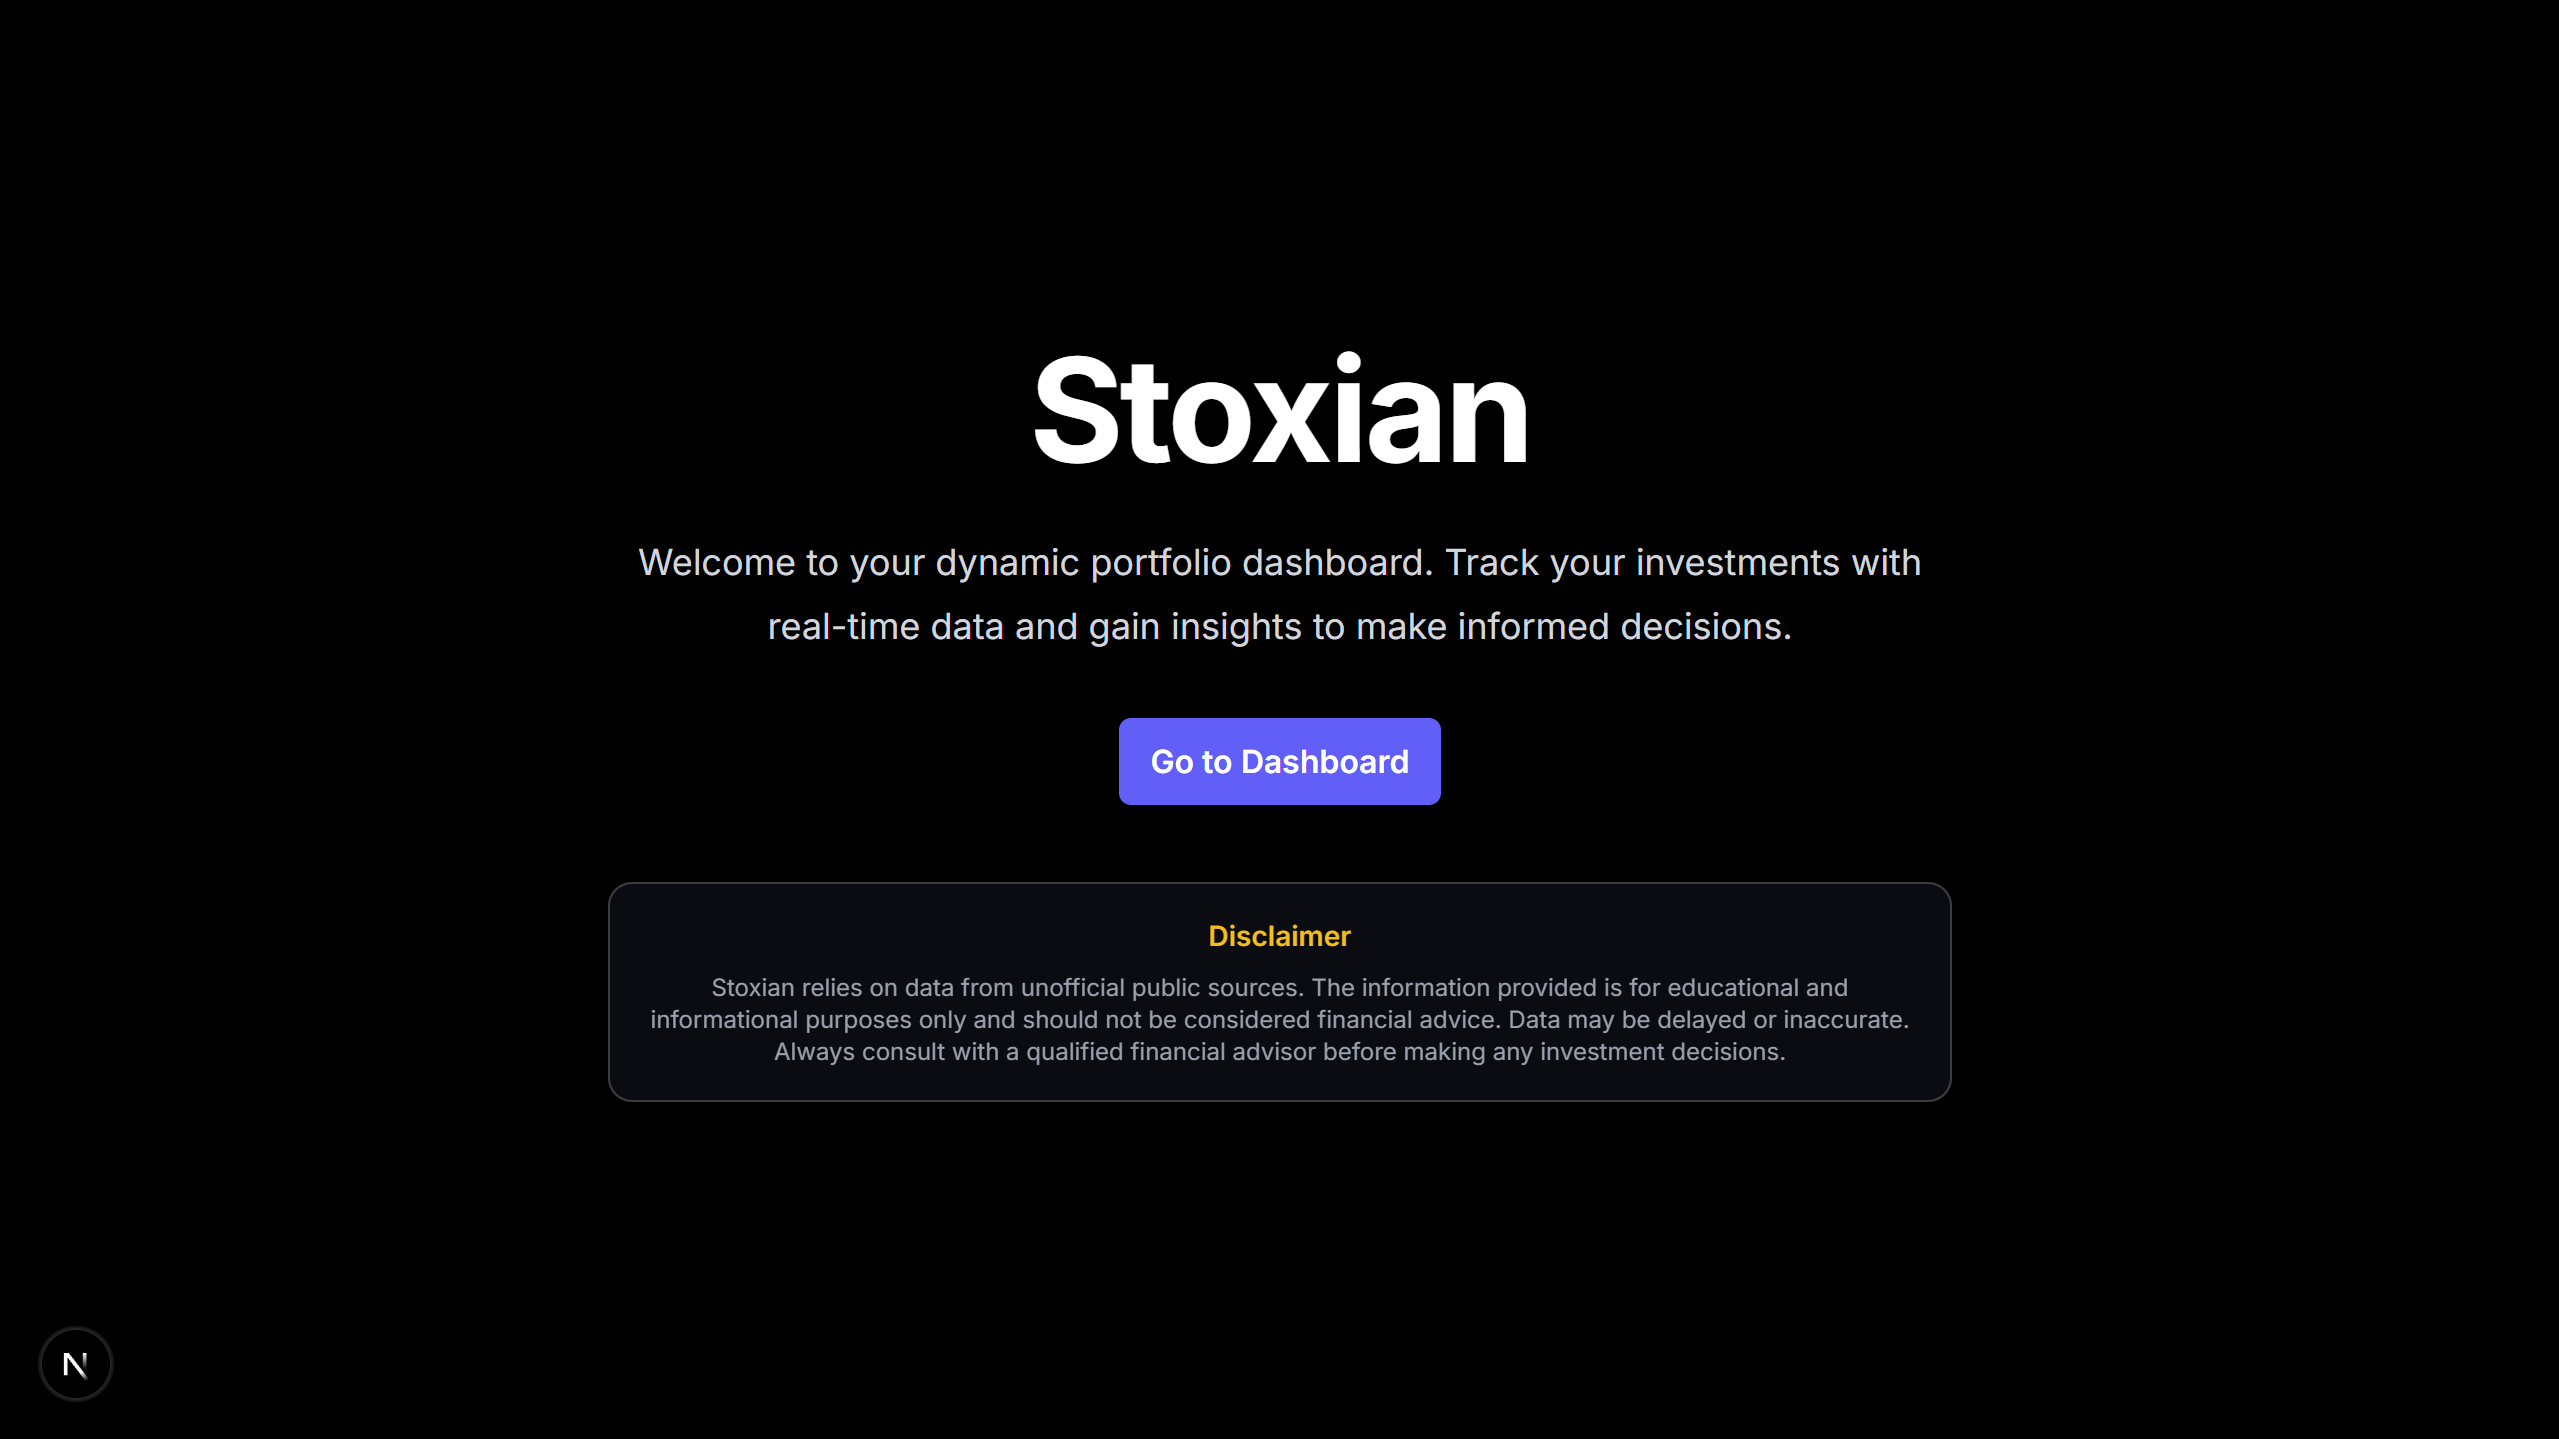 Stoxian
Welcome to your dynamic portfolio dashboard. Track your investments with
real-time data and gain insights to make informed decisions.
Go to Dashboard
Disclaimer
Stoxian relies on data from unofficial public sources. The information provided is for educational and
informational purposes only and should not be considered financial advice. Data may be delayed or inaccurate.
Always consult with a qualified financial advisor before making any investment decisions.
N